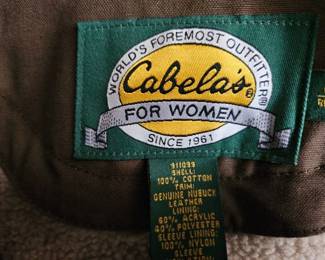 WORLD'S FOREMOST OUTFITTER®
Cabela's®
FOR WOMEN
SINCE 1961
911099
SHELL:
100% COTTON
TRIM:
GENUINE NUBUCK
LEATHER
LINING:
60% ACRYLIC
40% POLYESTER
SLEEVE LINING:
100% NYLON
SLEEVE